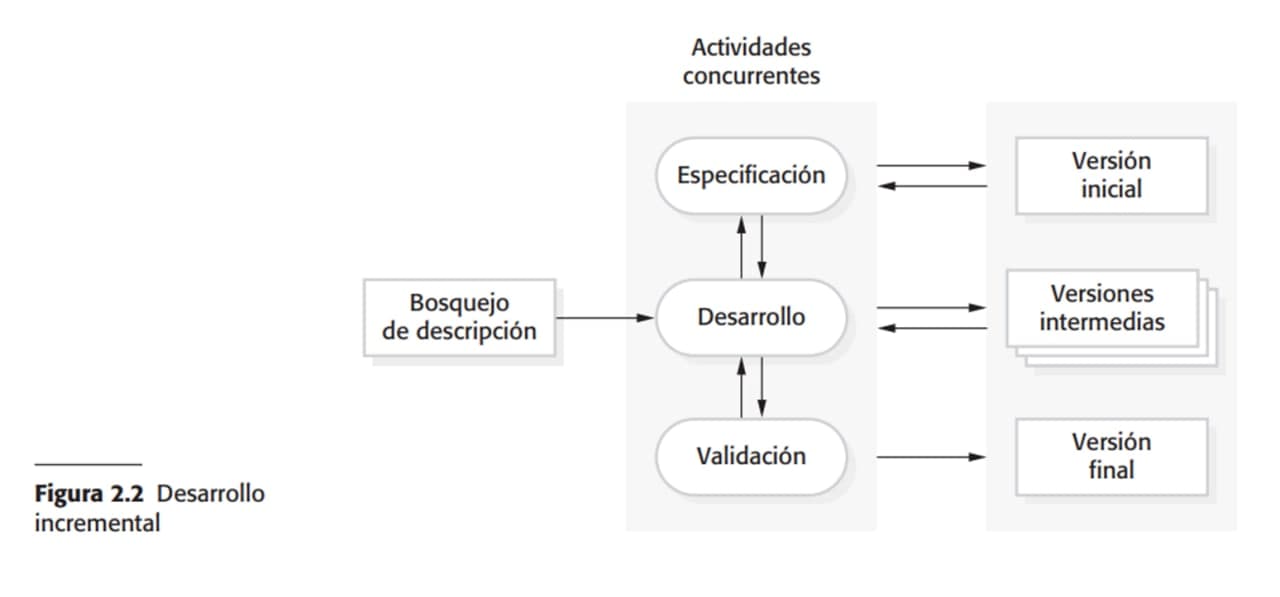 Actividades
concurrentes
Especificación
Versión
inicial
Bosquejo
de descripción
Desarrollo
Versiones
intermedias
Validación
Versión
final
Figura 2.2 Desarrollo
incremental